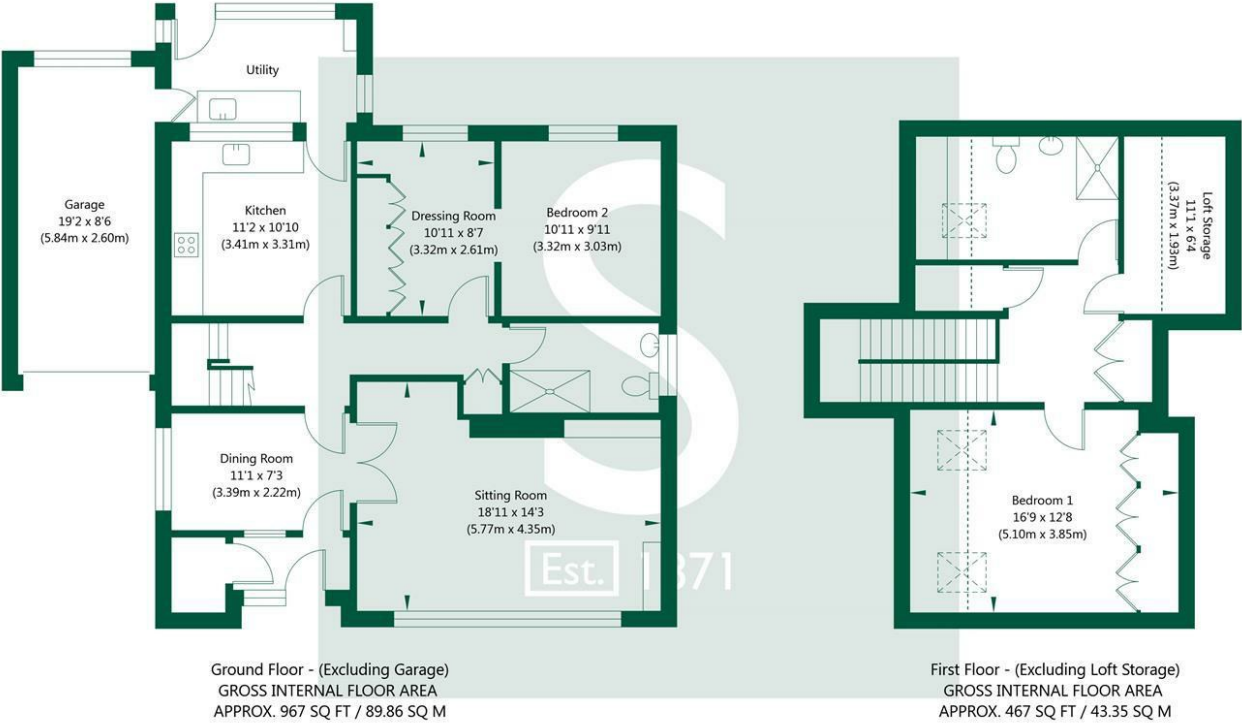 Utility
Garage
19'2 x 8'6
(5.84m x 2.60m)
Kitchen
11'2 x 10'10
(3.41m x 3.31m)
Dressing Room
10'11 x 8'7
(3.32m x 2.61m)
Bedroom 2
10'11 x 9'11
(3.32m x 3.03m)
Loft Storage
11'1 x 6'4
(3.37m x 1.93m)
S
Dining Room
11'1 x 7'3
(3.39m x 2.22m)
Sitting Room
18'11 x 14'3
(5.77m x 4.35m)
Bedroom 1
16'9 x 12'8
(5.10m x 3.85m)
Est. 1871
Ground Floor - (Excluding Garage)
GROSS INTERNAL FLOOR AREA
APPROX. 967 SQ FT / 89.86 SQ M
First Floor - (Excluding Loft Storage)
GROSS INTERNAL FLOOR AREA
APPROX. 467 SQ FT / 43.35 SQ M